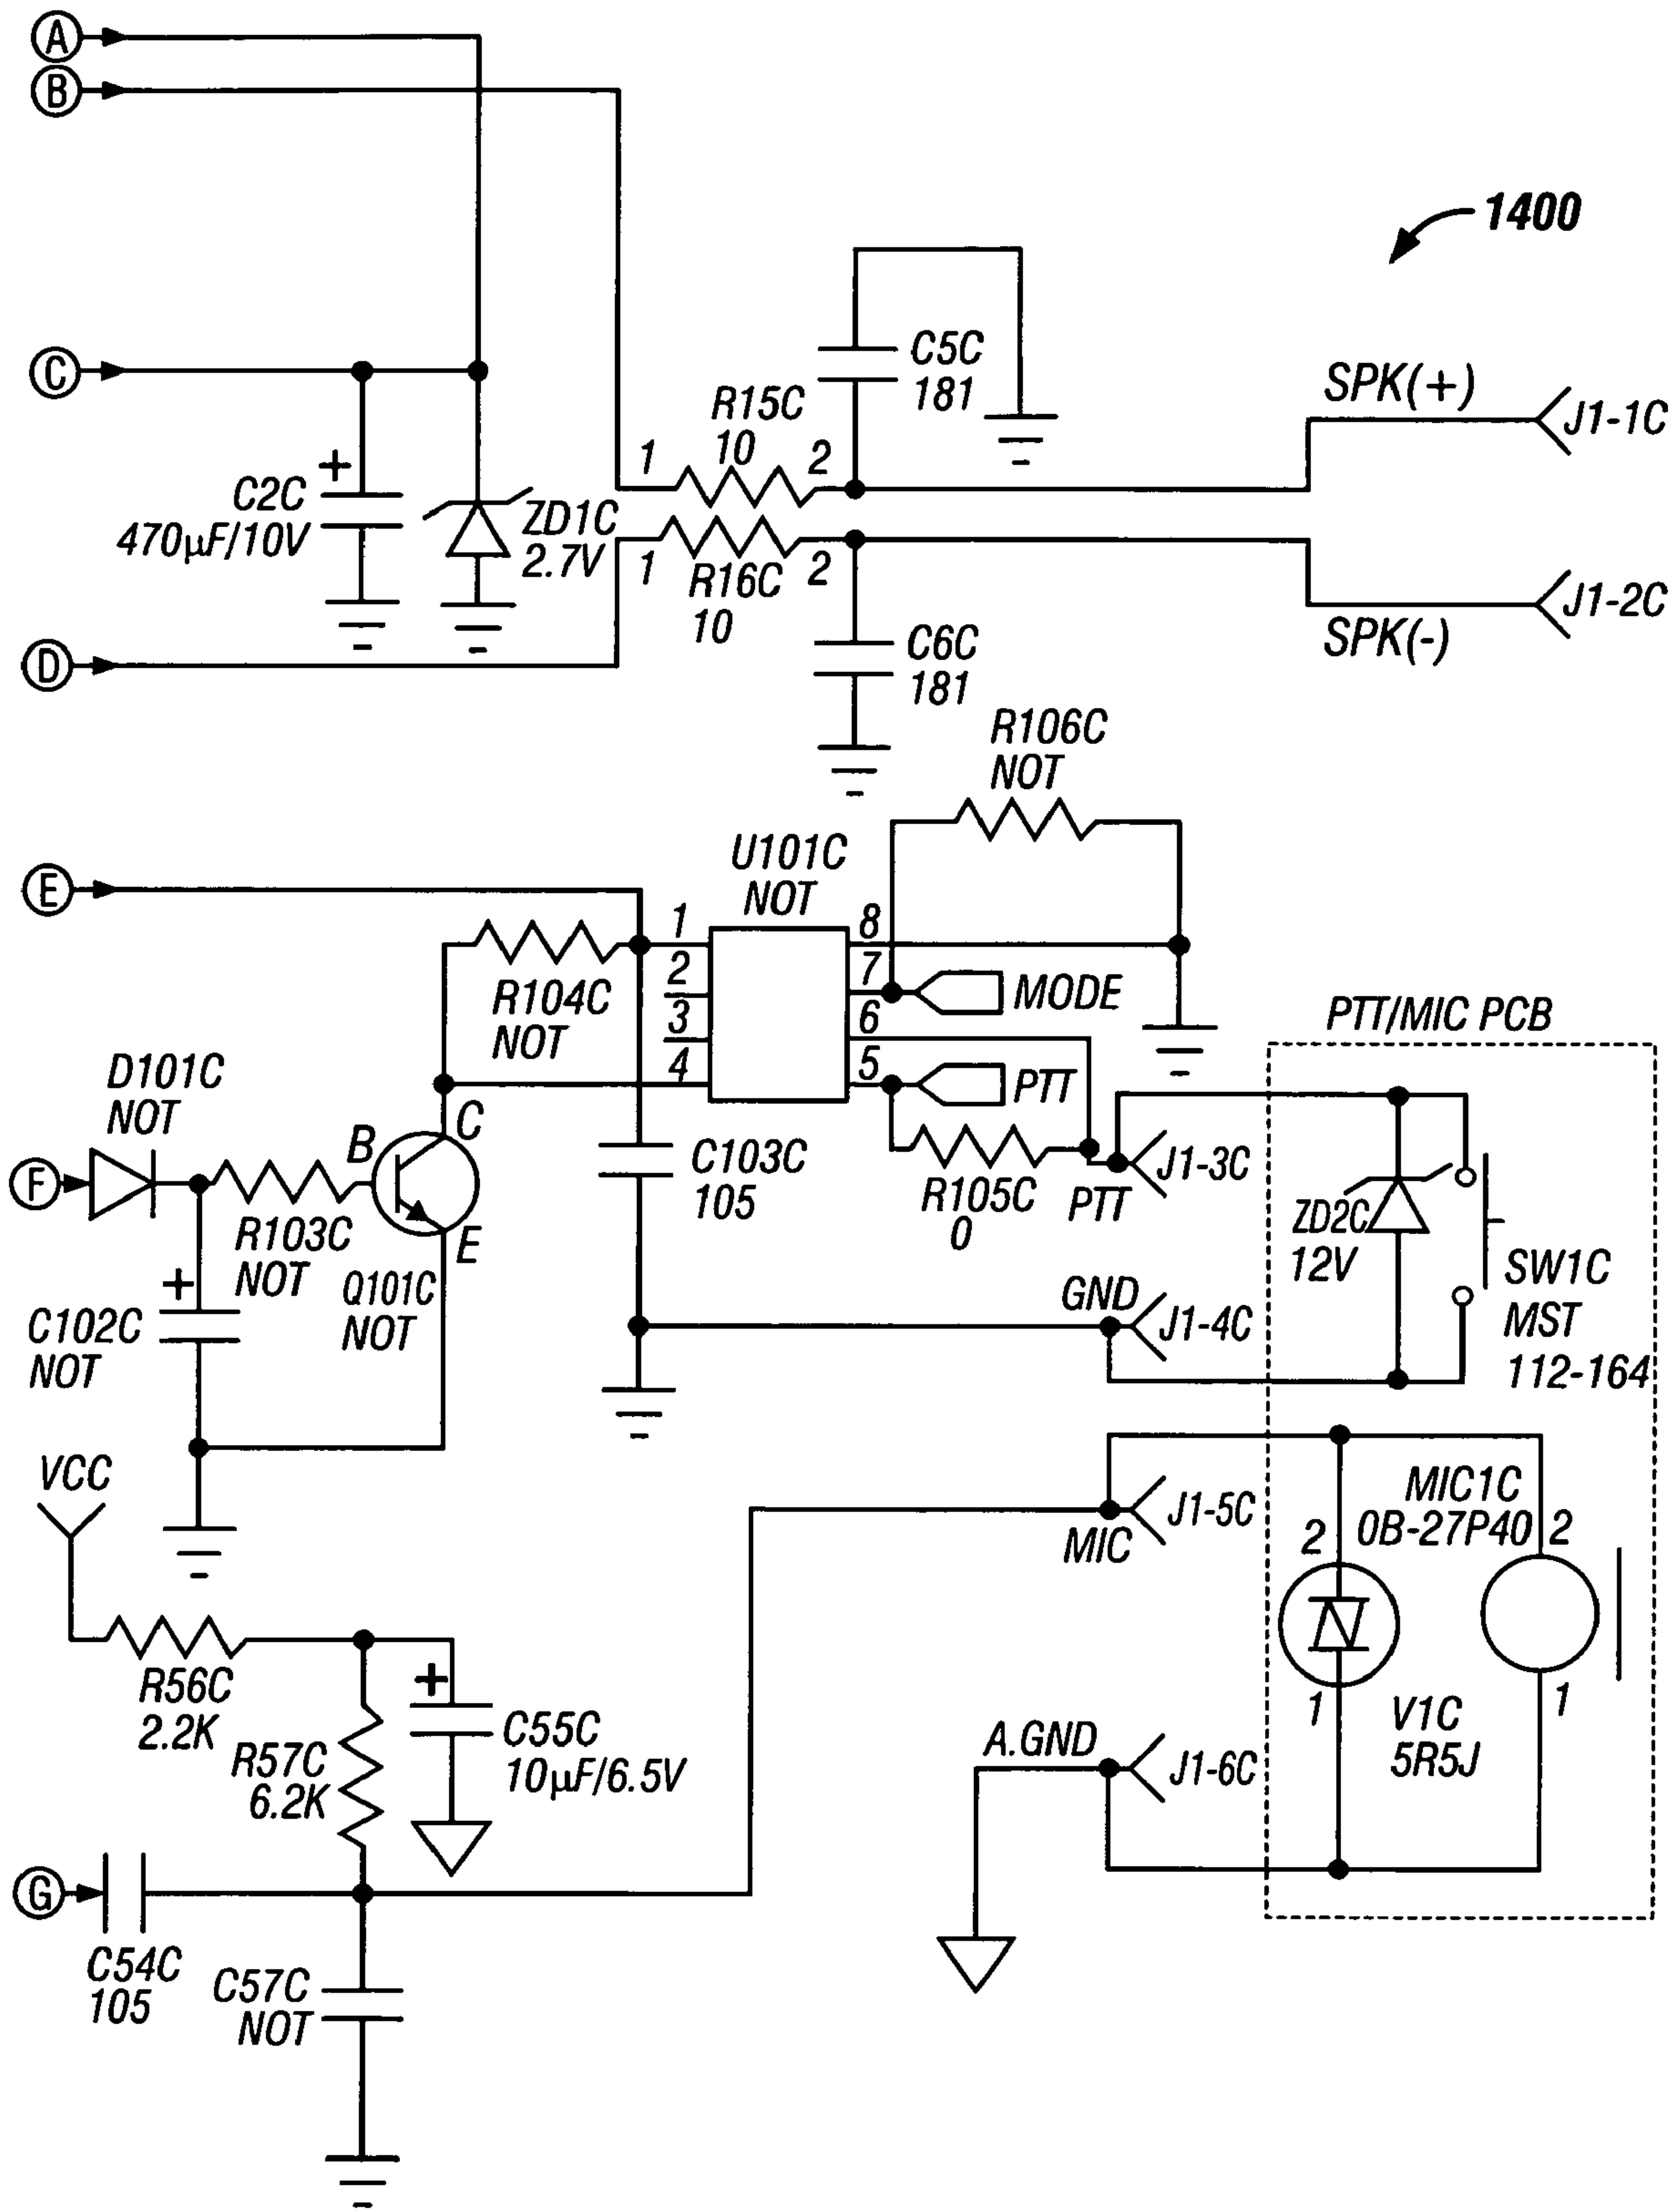 A
B
1400
C
C5C
181
SPK(+)
J1-1C
R15C
10
1
2
C2C
470μF/10V
+
ZD1C
2.7V
1
2
R16C
10
J1-2C
SPK(-)
D
C6C
181
R106C
NOT
U101C
NOT
E
1
2
3
4
8
7
6
5
MODE
PTT
R104C
NOT
PTT/MIC PCB
D101C
NOT
B
C
E
F
R103C
NOT
Q101C
NOT
C103C
105
R105C
0
PTT
J1-3C
ZD2C
12V
SW1C
MST
112-164
+
C102C
NOT
GND
J1-4C
VCC
MIC
J1-5C
MIC1C
0B-27P40
2
2
1
1
V1C
5R5J
R56C
2.2K
R57C
6.2K
+
C55C
10μF/6.5V
A.GND
J1-6C
G
C54C
105
C57C
NOT